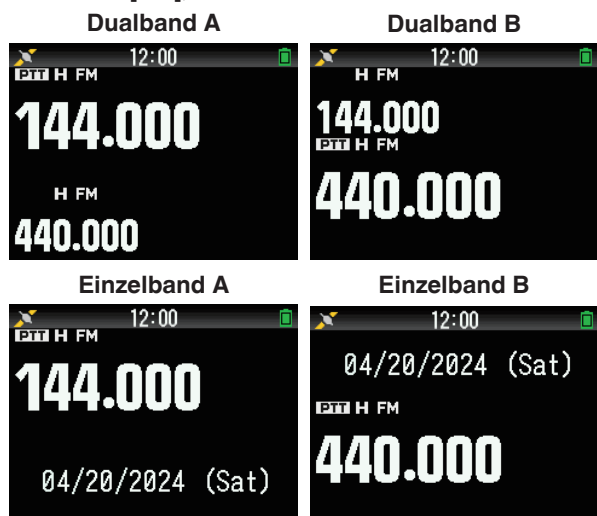 Dualband A
12:00
PTT H FM
144.000
H FM
440.000
Dualband B
12:00
H FM
144.000
PTT H FM
440.000
Einzelband A
12:00
PTT H FM
144.000
04/20/2024 (Sat)
Einzelband B
12:00
04/20/2024 (Sat)
PTT H FM
440.000